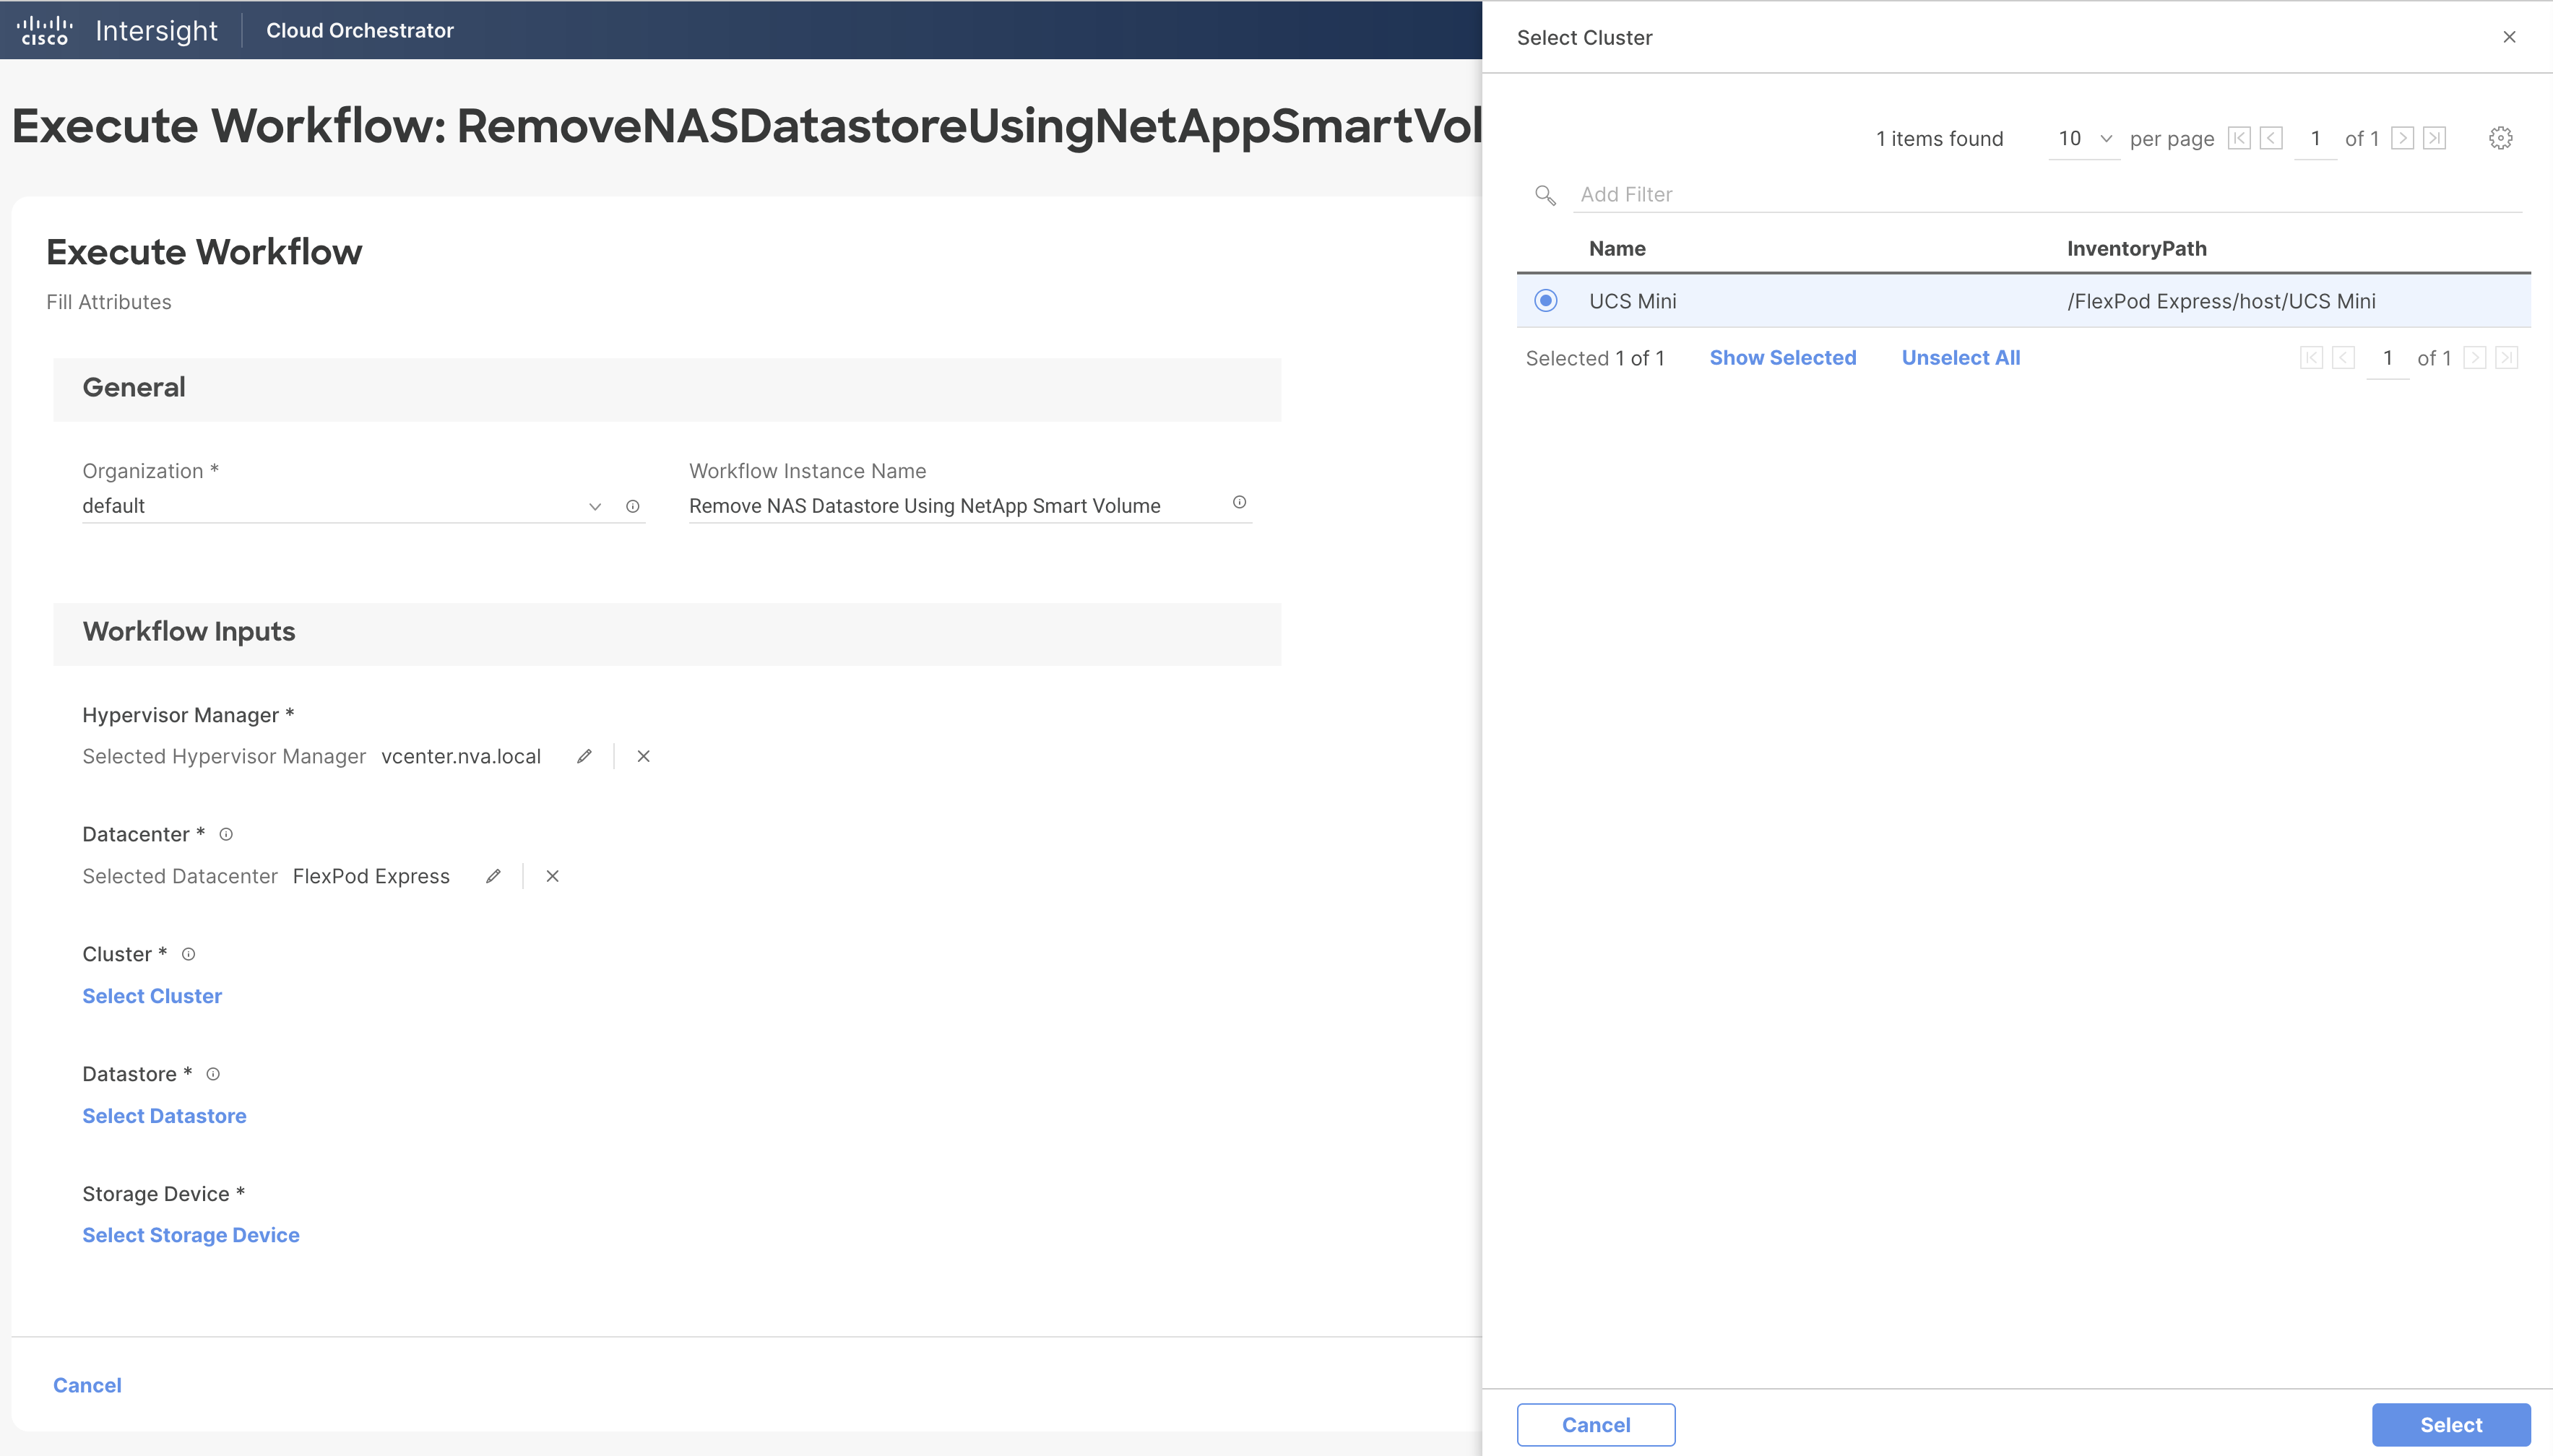 cisco Intersight Cloud Orchestrator
Execute Workflow: RemoveNASDatastoreUsingNetAppSmartVol
Execute Workflow
Fill Attributes
General
Organization * Workflow Instance Name
default Remove NAS Datastore Using NetApp Smart Volume
Workflow Inputs
Hypervisor Manager *
Selected Hypervisor Manager vcenter.nva.local
Datacenter *
Selected Datacenter FlexPod Express
Cluster *
Select Cluster
Datastore *
Select Datastore
Storage Device *
Select Storage Device
Cancel
Select Cluster
1 items found 10 per page 1 of 1
Add Filter
Name InventoryPath
UCS Mini /FlexPod Express/host/UCS Mini
Selected 1 of 1 Show Selected Unselect All 1 of 1
Cancel Select